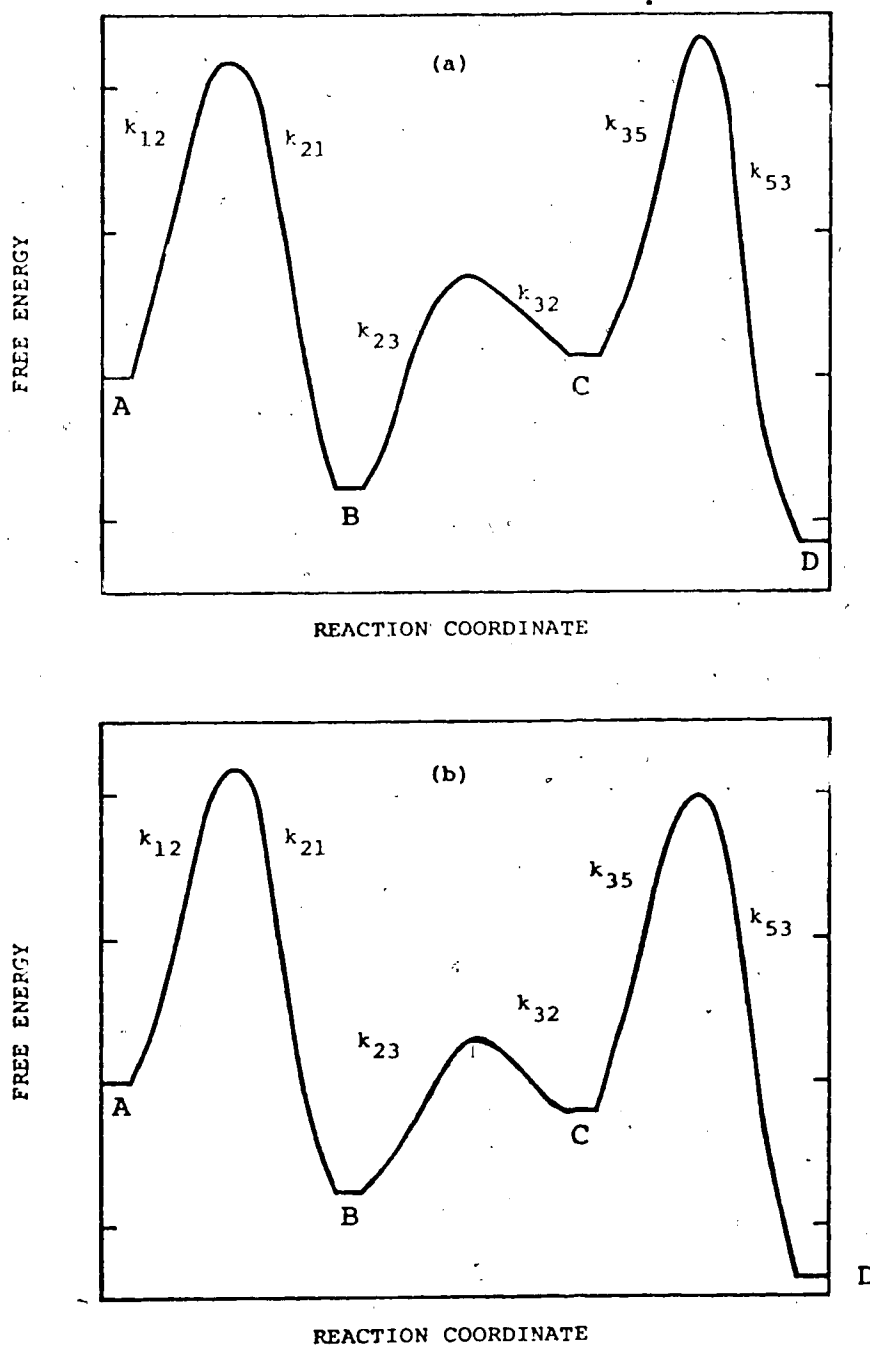 (a)
k12
k21
k35
k53
k32
k23
C
A
B
D
FREE ENERGY
REACTION COORDINATE
(b)
k12
k21
k35
k53
k32
k23
A
C
B
D
FREE ENERGY
REACTION COORDINATE